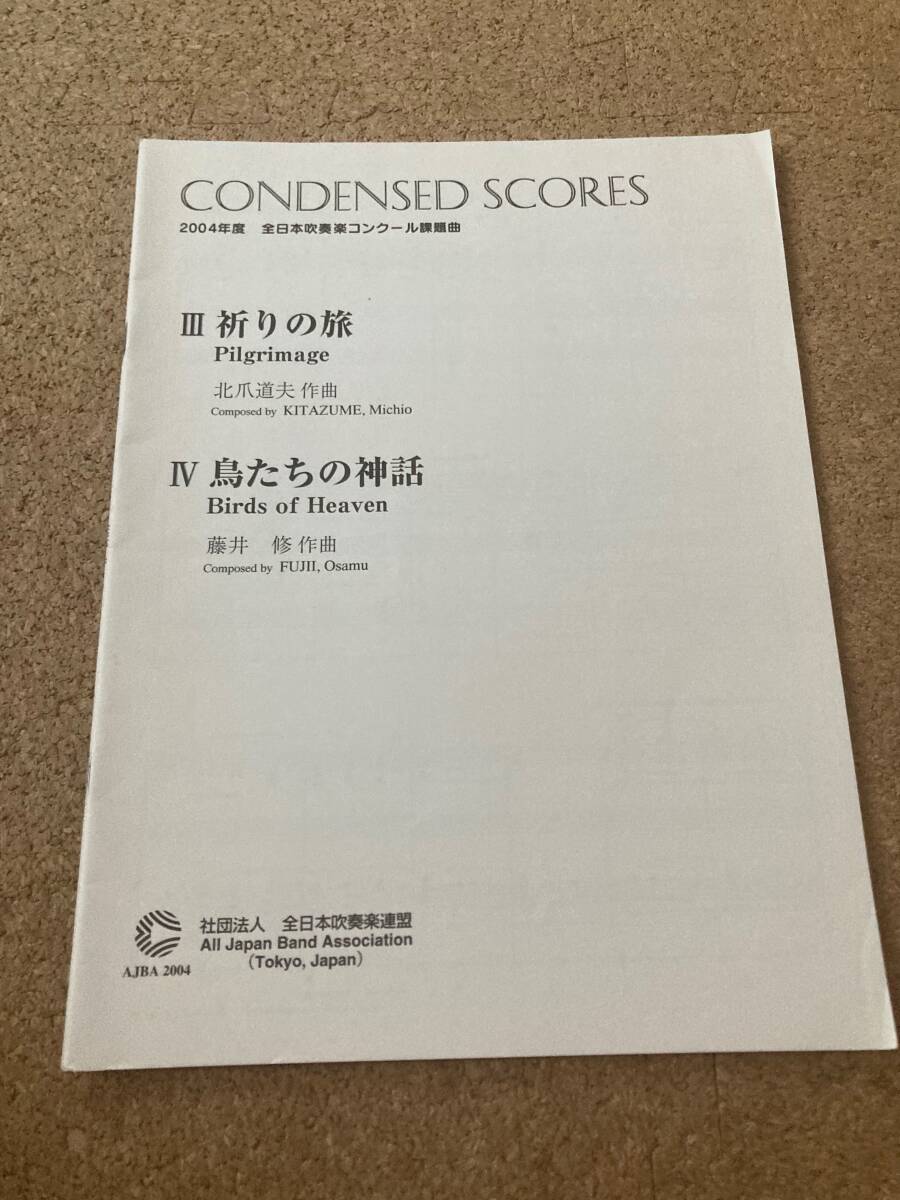 CONDENSED SCORES
2004年度 全日本吹奏楽コンクール課題曲
Ⅲ 祈りの旅
Pilgrimage
北爪道夫 作曲
Composed by KITAZUME, Michio
Ⅳ 鳥たちの神話
Birds of Heaven
藤井 修 作曲
Composed by FUJII, Osamu
社団法人 全日本吹奏楽連盟
All Japan Band Association
(Tokyo, Japan)
AJBA 2004